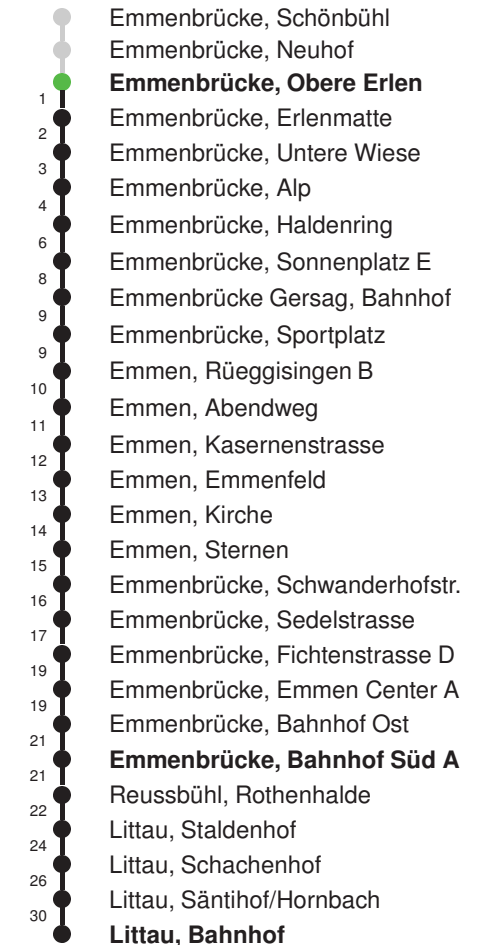 Emmenbrücke, Schönbühl
Emmenbrücke, Neuhof
Emmenbrücke, Obere Erlen
1
Emmenbrücke, Erlenmatte
2
Emmenbrücke, Untere Wiese
3
Emmenbrücke, Alp
4
Emmenbrücke, Haldenring
6
Emmenbrücke, Sonnenplatz E
8
Emmenbrücke Gersag, Bahnhof
9
Emmenbrücke, Sportplatz
9
Emmen, Rüeggisingen B
10
Emmen, Abendweg
11
Emmen, Kasernenstrasse
12
Emmen, Emmenfeld
13
Emmen, Kirche
14
Emmen, Sternen
15
Emmenbrücke, Schwanderhofstr.
16
Emmenbrücke, Sedelstrasse
17
Emmenbrücke, Fichtenstrasse D
19
Emmenbrücke, Emmen Center A
19
Emmenbrücke, Bahnhof Ost
21
Emmenbrücke, Bahnhof Süd A
21
Reussbühl, Rothenhalde
22
Littau, Staldenhof
24
Littau, Schachenhof
26
Littau, Säntihof/Hornbach
30
Littau, Bahnhof